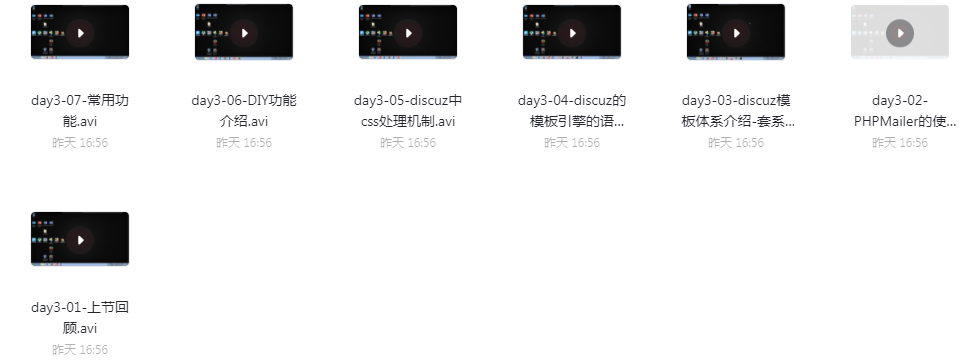 day3-07-常用功
能.avi
昨天 16:56
day3-06-DIY功能
介绍.avi
昨天 16:56
day3-05-discuz中
css处理机制.avi
昨天 16:56
day3-04-discuz的
模板引擎的语...
昨天 16:56
day3-03-discuz模
板体系介绍-套系...
昨天 16:56
day3-02-
PHPMailer的使...
昨天 16:56
day3-01-上节回
顾.avi
昨天 16:56